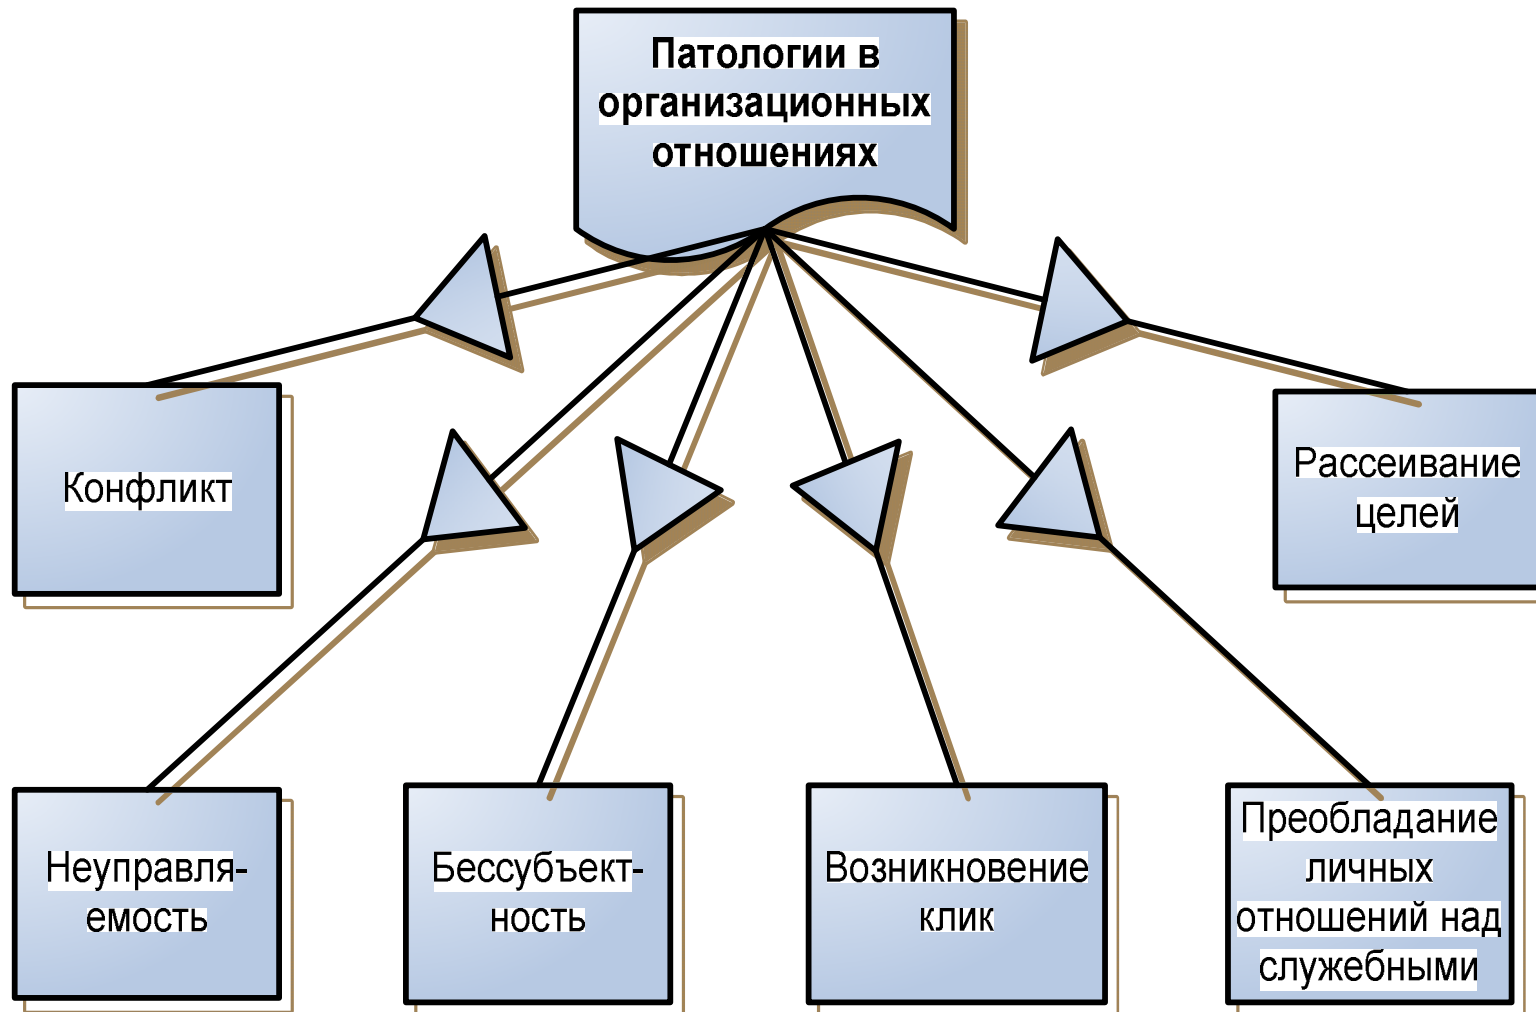 Патологии в
организационных
отношениях
Конфликт
Рассеивание
целей
Неуправля-
емость
Бессубъект-
ность
Возникновение
клик
Преобладание
личных
отношений над
служебными